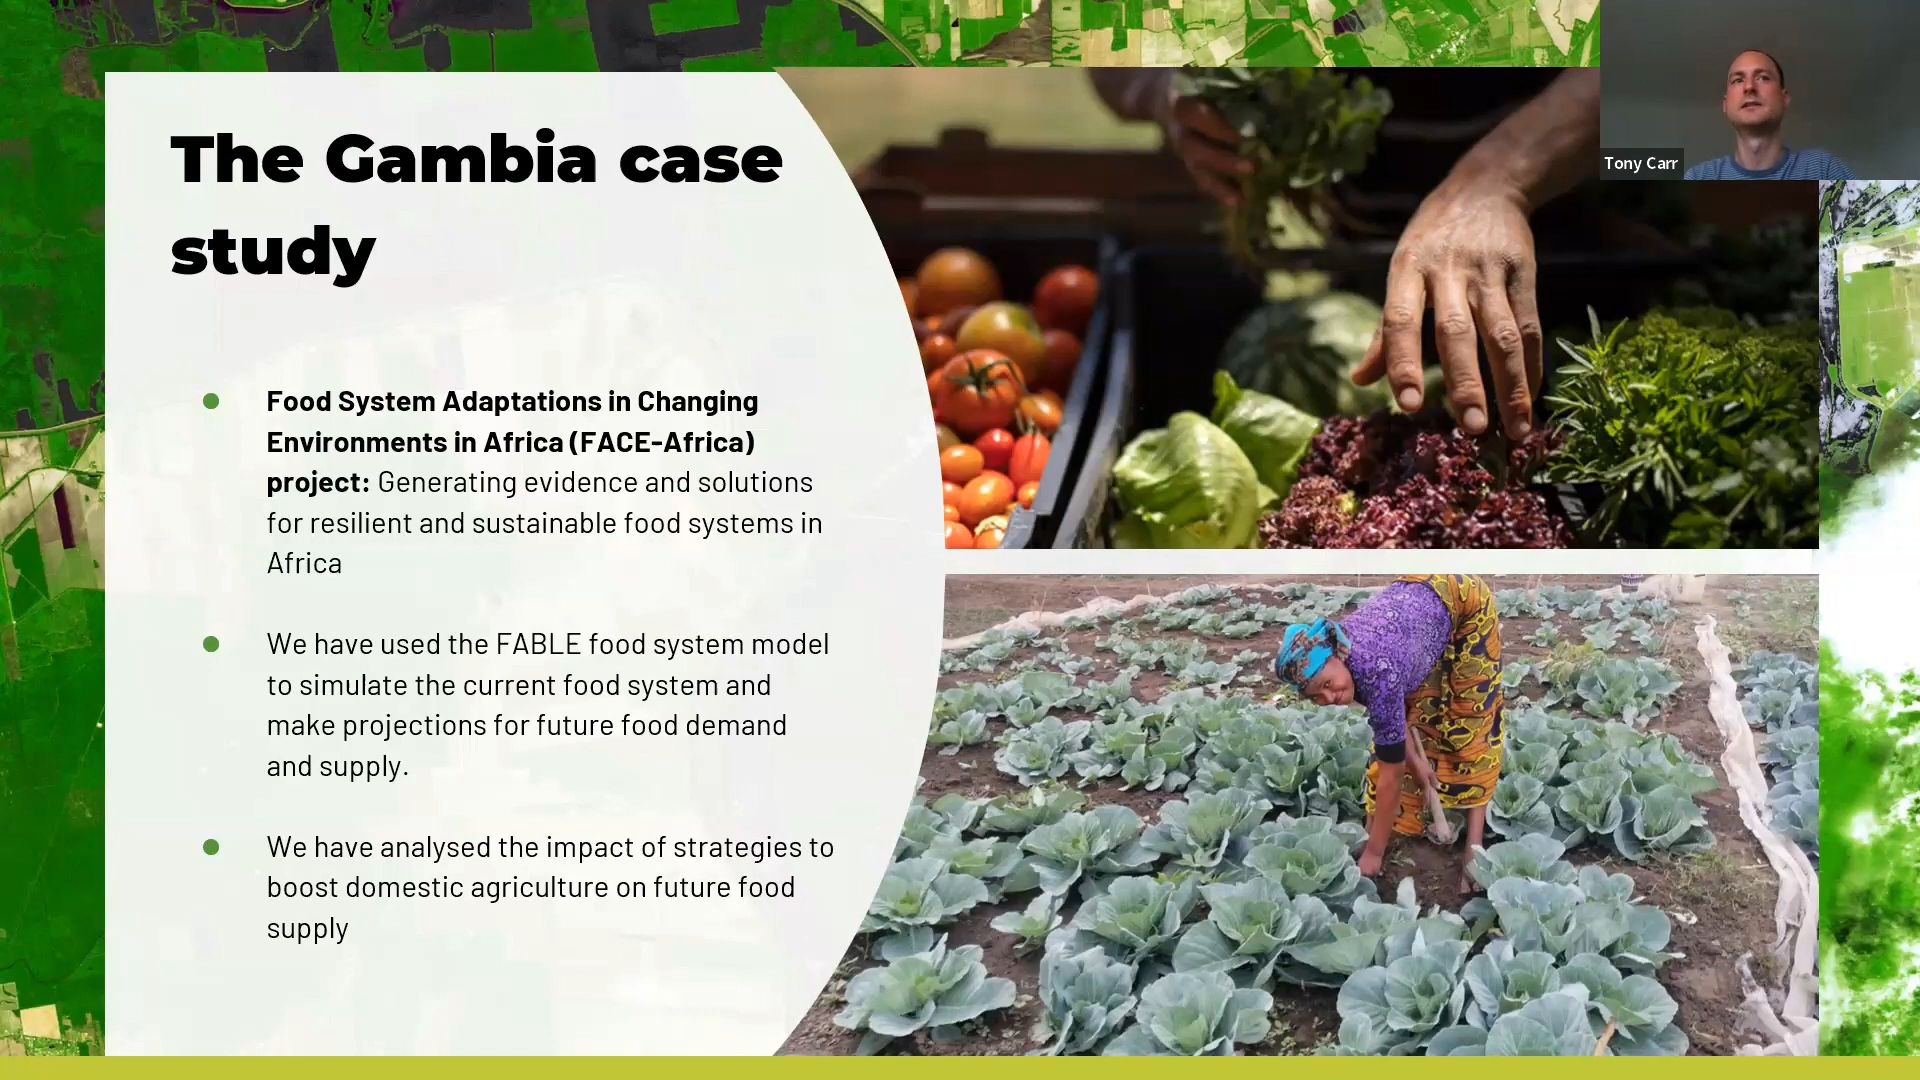 The Gambia case
study
Food System Adaptations in Changing
Environments in Africa (FACE-Africa)
project: Generating evidence and solutions
for resilient and sustainable food systems in
Africa
We have used the FABLE food system model
to simulate the current food system and
make projections for future food demand
and supply.
We have analysed the impact of strategies to
boost domestic agriculture on future food
supply
Tony Carr